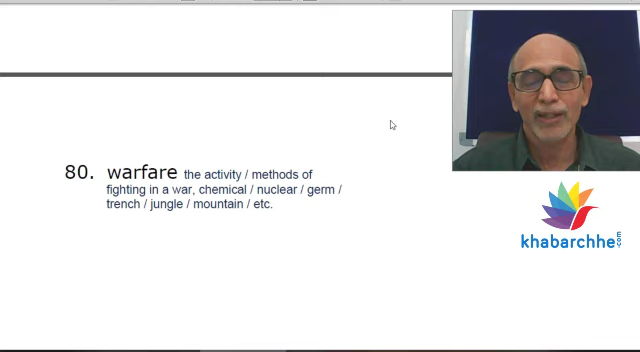 80. warfare the activity / methods of
fighting in a war, chemical / nuclear / germ /
trench / jungle / mountain / etc.
khabarchhe.com